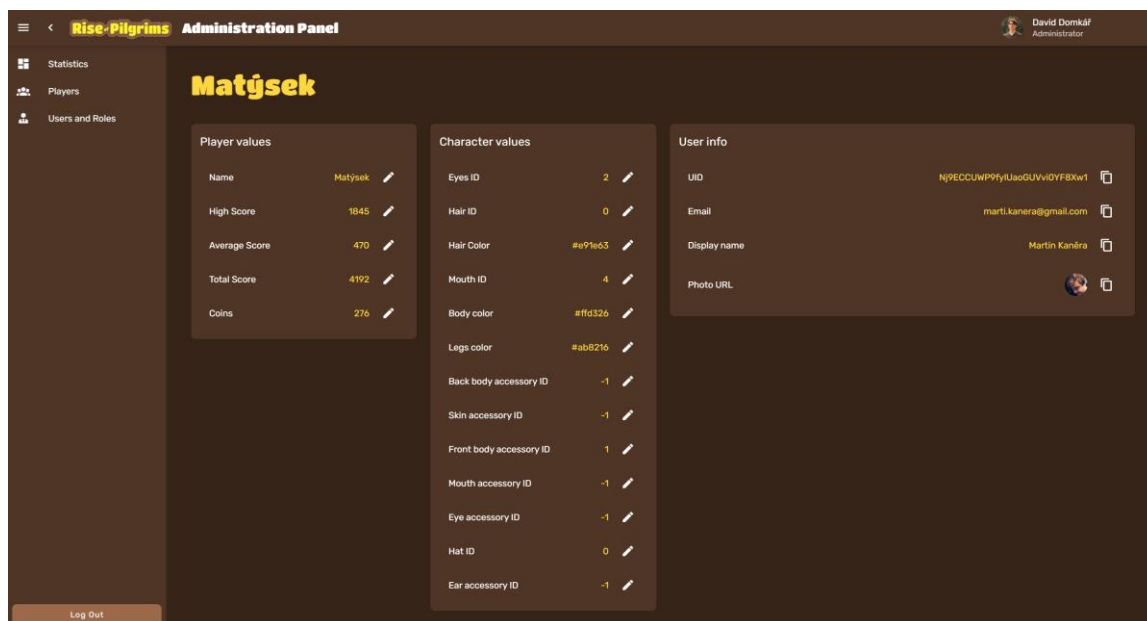 Rise Pilgrims Administration Panel
David Domkář
Administrator
Statistics
Players
Users and Roles
Log Out
Matýsek
Player values
Name Matýsek
High Score 1845
Average Score 470
Total Score 4192
Coins 276
Character values
Eyes ID 2
Hair ID 0
Hair Color #e91e63
Mouth ID 4
Body color #ffd326
Legs color #ab8216
Back body accessory ID -1
Skin accessory ID -1
Front body accessory ID 1
Mouth accessory ID -1
Eye accessory ID -1
Hat ID 0
Ear accessory ID -1
User info
UID Nj9ECCUWP9fylUaoGUVvi0YF8Xw1
Email marti.kanera@gmail.com
Display name Martin Kaněra
Photo URL